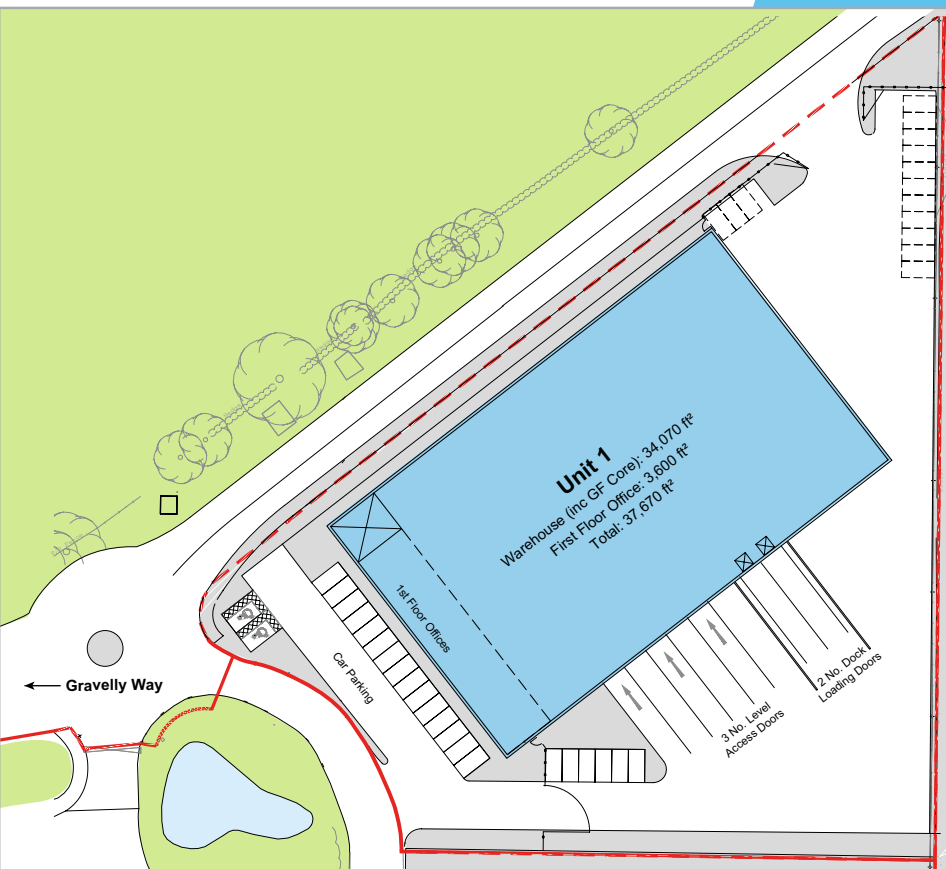 Unit 1
Warehouse (inc GF Core): 34,070 ft²
First Floor Office: 3,600 ft²
Total: 37,670 ft²
1st Floor Offices
Car Parking
Gravelly Way
3 No. Level
Access Doors
2 No. Dock
Loading Doors